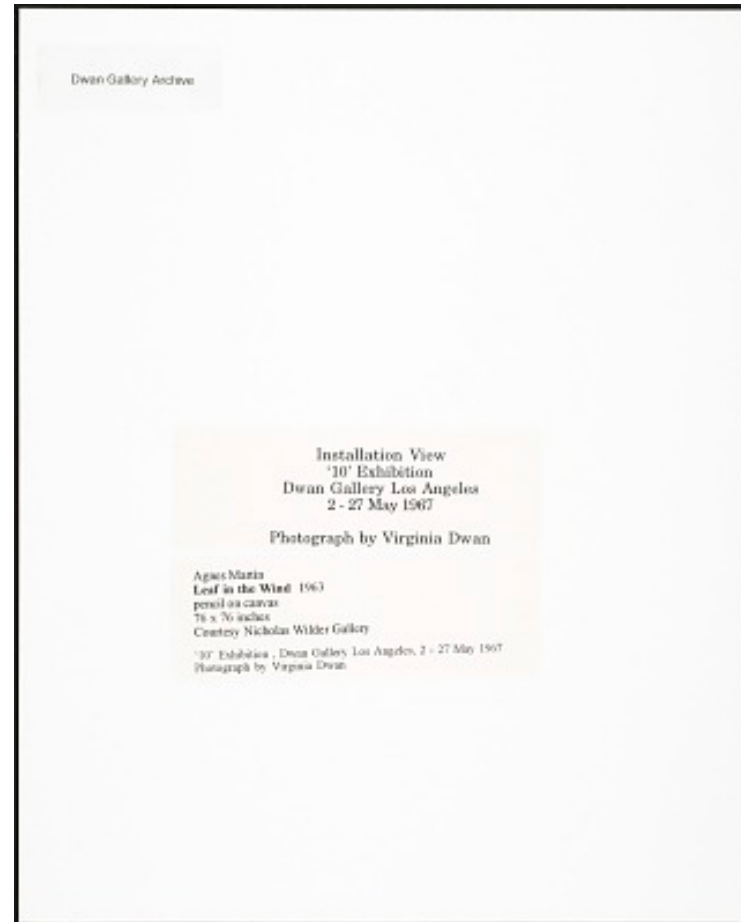 Dwan Gallery Archive
Installation View
'10' Exhibition
Dwan Gallery Los Angeles
2 - 27 May 1967
Photograph by Virginia Dwan
Agnes Martin
Leaf in the Wind 1963
pencil on canvas
76 x 76 inches
Courtesy Nicholas Wilder Gallery
'10' Exhibition , Dwan Gallery Los Angeles, 2 - 27 May 1967
Photograph by Virginia Dwan